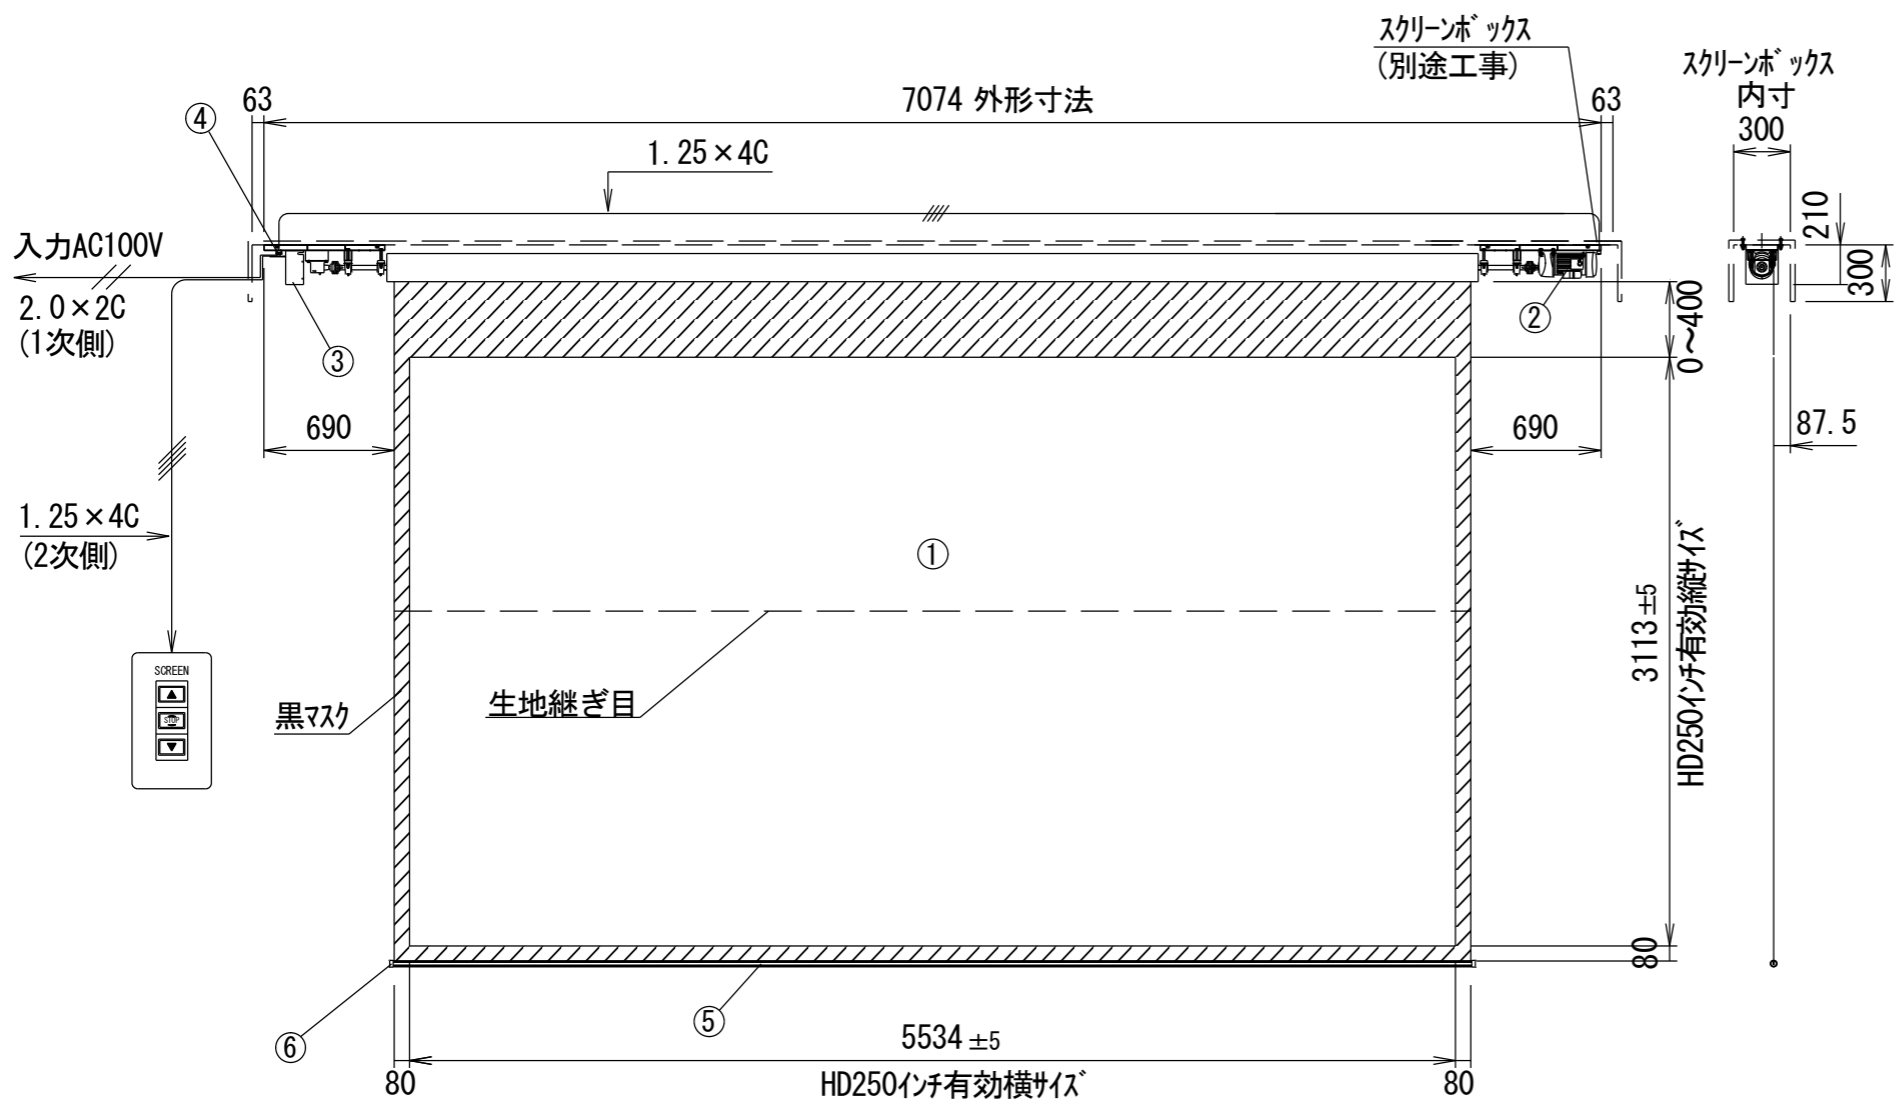 スクリーンボックス
(別途工事)
スクリーンボックス
内寸
300
63
7074 外形寸法
63
④
1.25×4C
210
300
入力AC100V
2.0×2C
(1次側)
③
②
0～400
690
690
87.5
1.25×4C
(2次側)
①
3113±5
HD250インチ有効縦サイズ
SCREEN
▲
STOP
▼
黒マスク
生地継ぎ目
80
⑥
⑤
5534±5
80
HD250インチ有効横サイズ
80